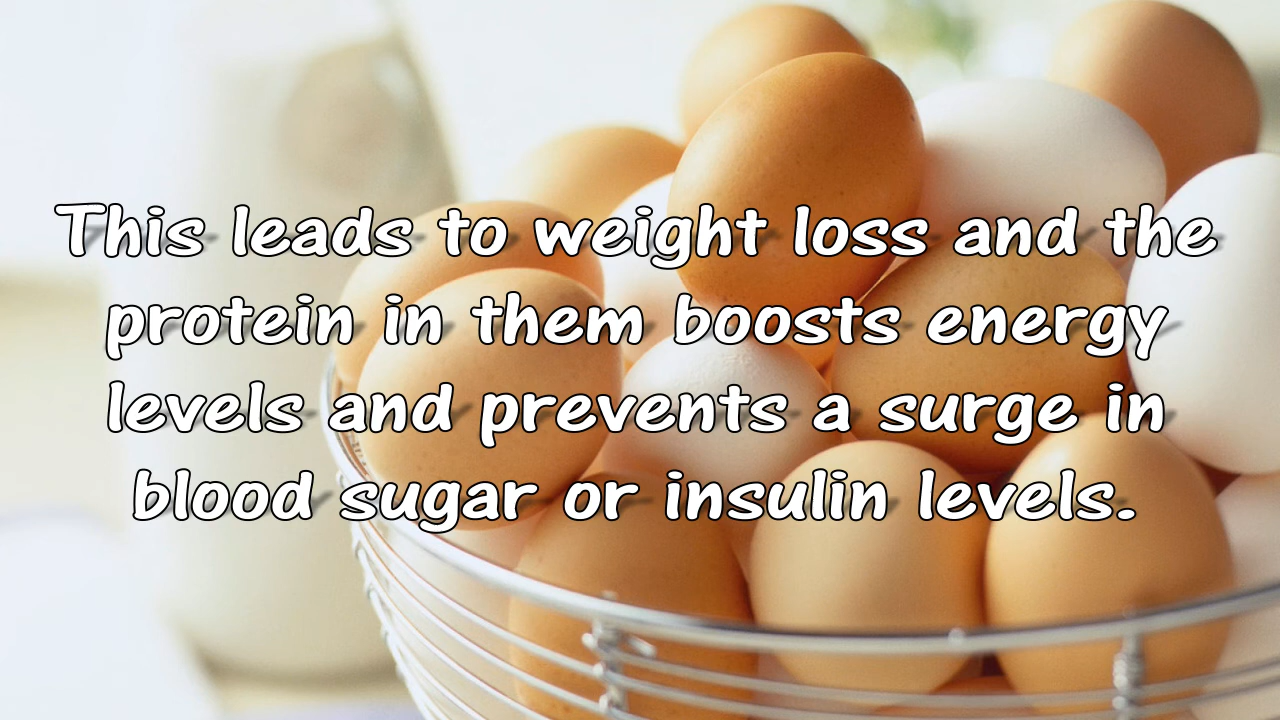 This leads to weight loss and the
protein in them boosts energy
levels and prevents a surge in
blood sugar or insulin levels.